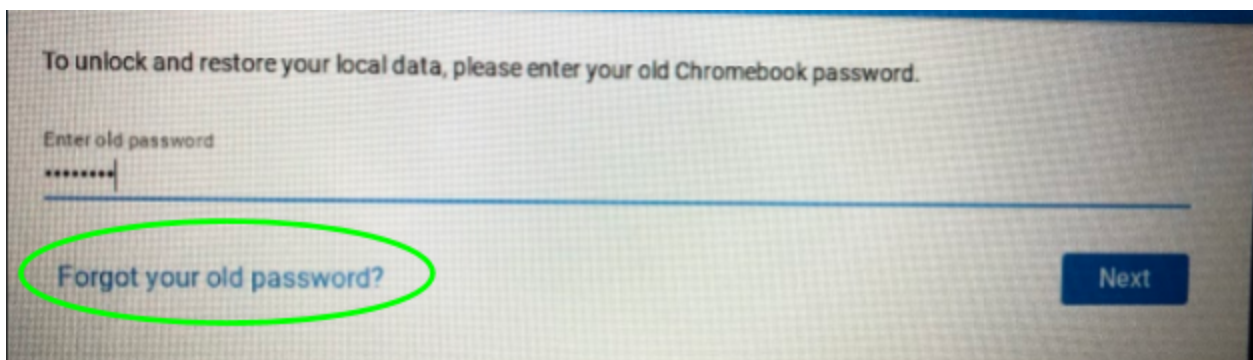 To unlock and restore your local data, please enter your old Chromebook password.
Enter old password
•••••••••
Forgot your old password?
Next